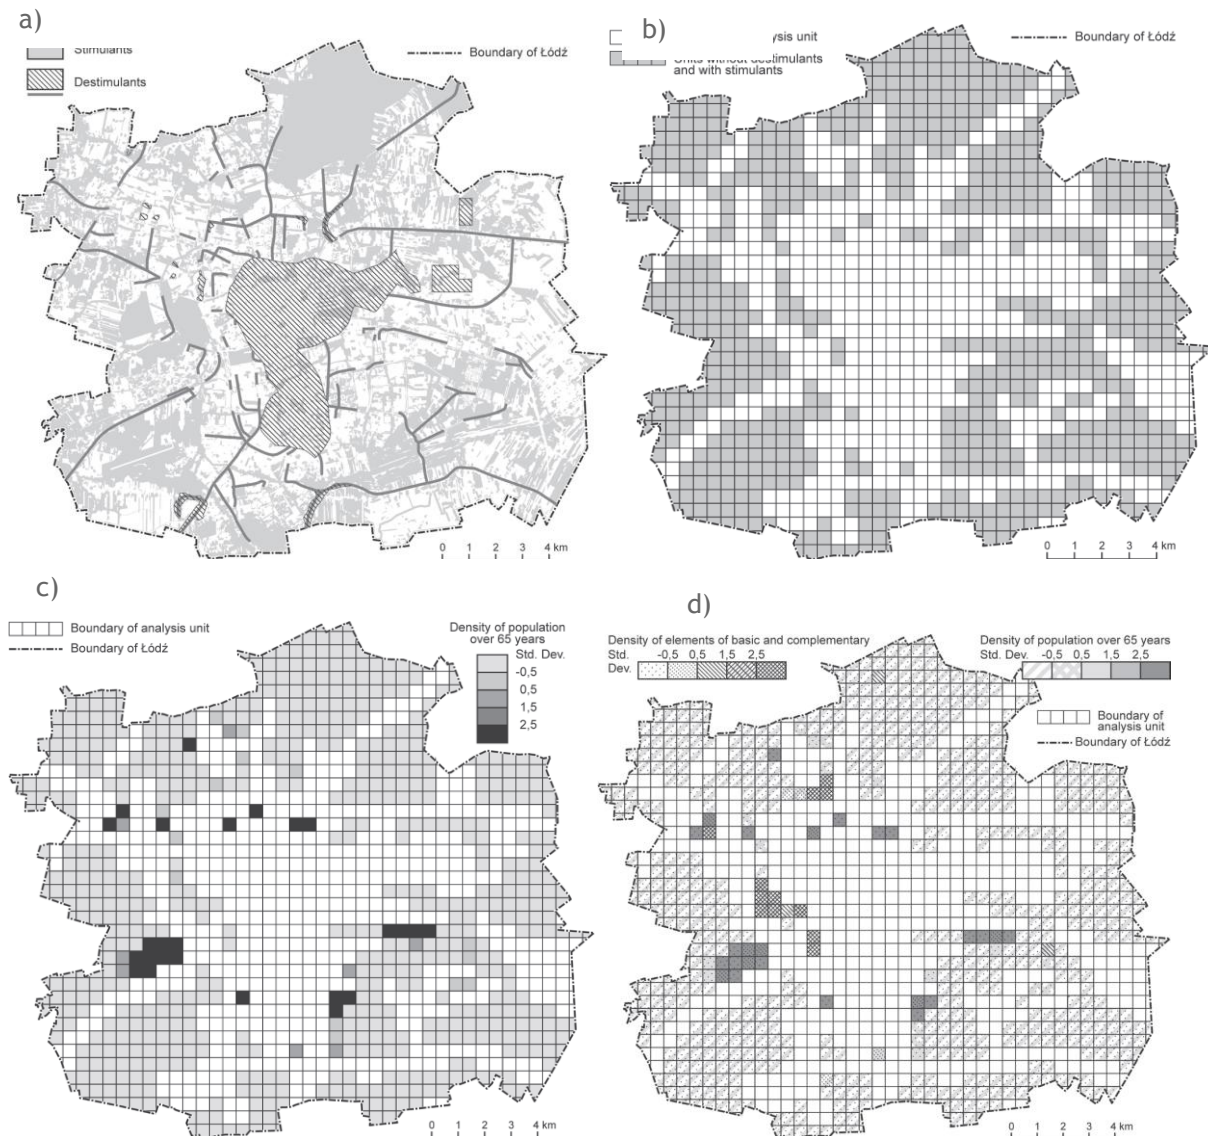 a)
Stimulants
Boundary of Łódź
Destimulants
0 1 2 3 4 km
b)
ysis unit
Boundary of Łódź
Units without destimulants
and with stimulants
0 1 2 3 4 km
c)
Boundary of analysis unit
Boundary of Łódź
Density of population
over 65 years
Std. Dev.
-0,5
0,5
1,5
2,5
0 1 2 3 4 km
d)
Density of elements of basic and complementary
Std. Dev. -0,5 0,5 1,5 2,5
Density of population over 65 years
Std. Dev. -0,5 0,5 1,5 2,5
Boundary of
analysis unit
Boundary of Łódź
0 1 2 3 4 km